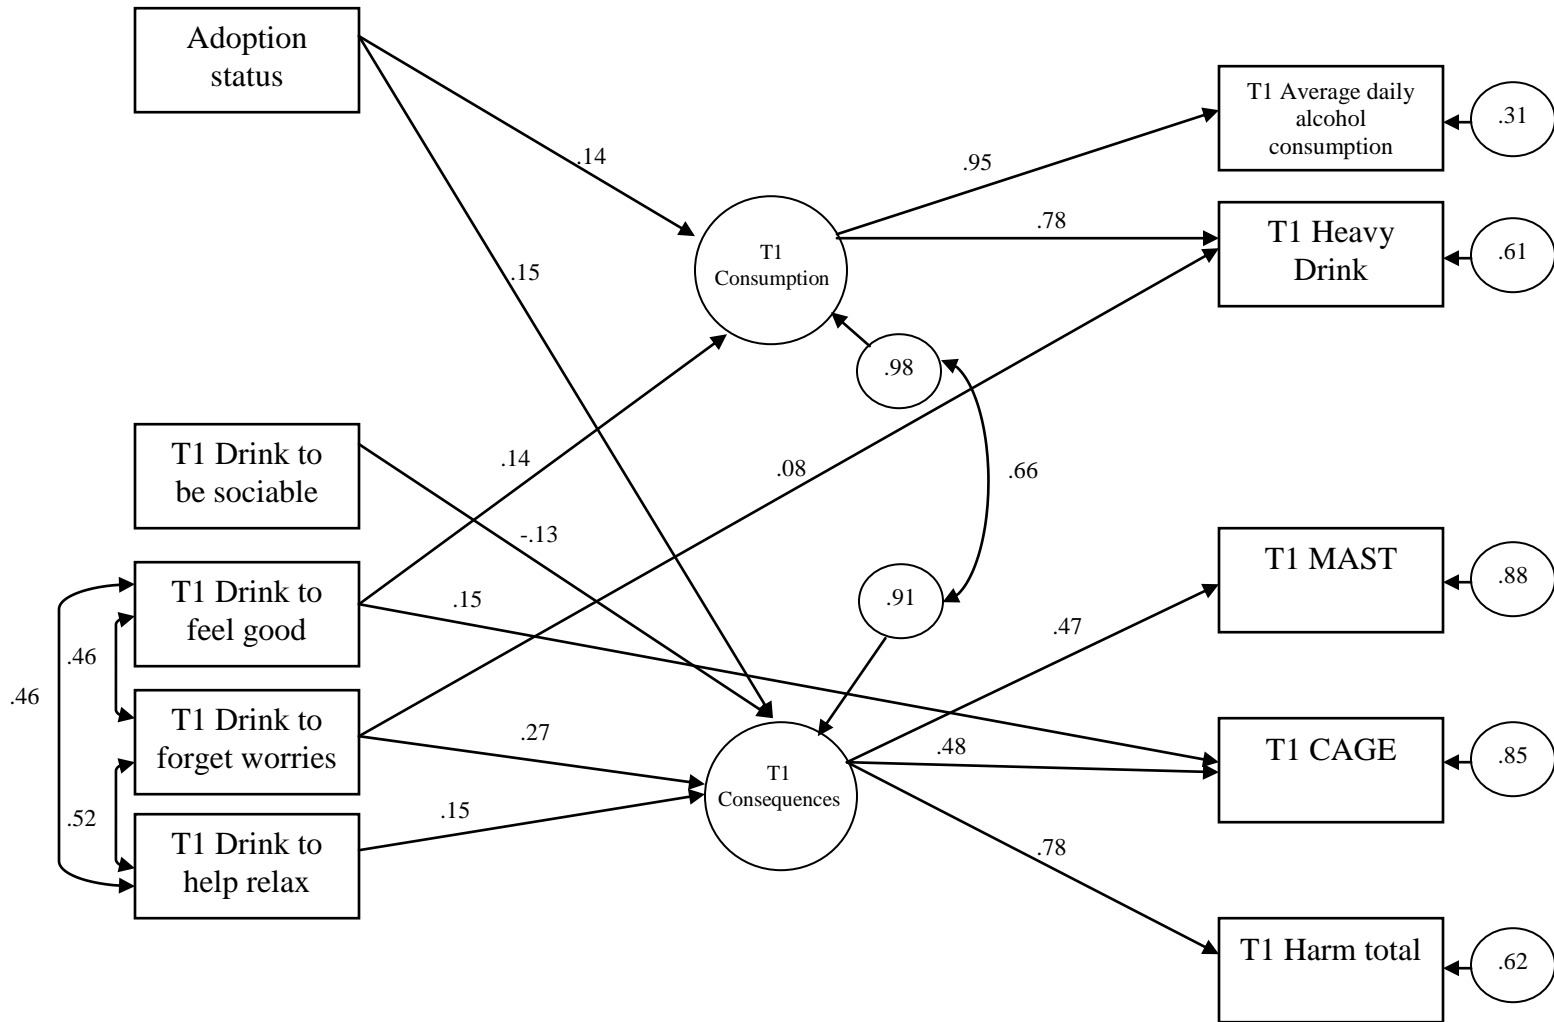 Adoption
status
T1 Average daily
alcohol
consumption
.31
.14
.95
T1 Heavy
Drink
.61
.78
.15
T1
Consumption
.98
T1 Drink to
be sociable
.14
.08
.66
-.13
T1 MAST
.88
T1 Drink to
feel good
.15
.91
.47
.46
.46
T1 Drink to
forget worries
.27
.48
T1 CAGE
.85
T1
Consequences
.52
.15
T1 Drink to
help relax
.78
T1 Harm total
.62